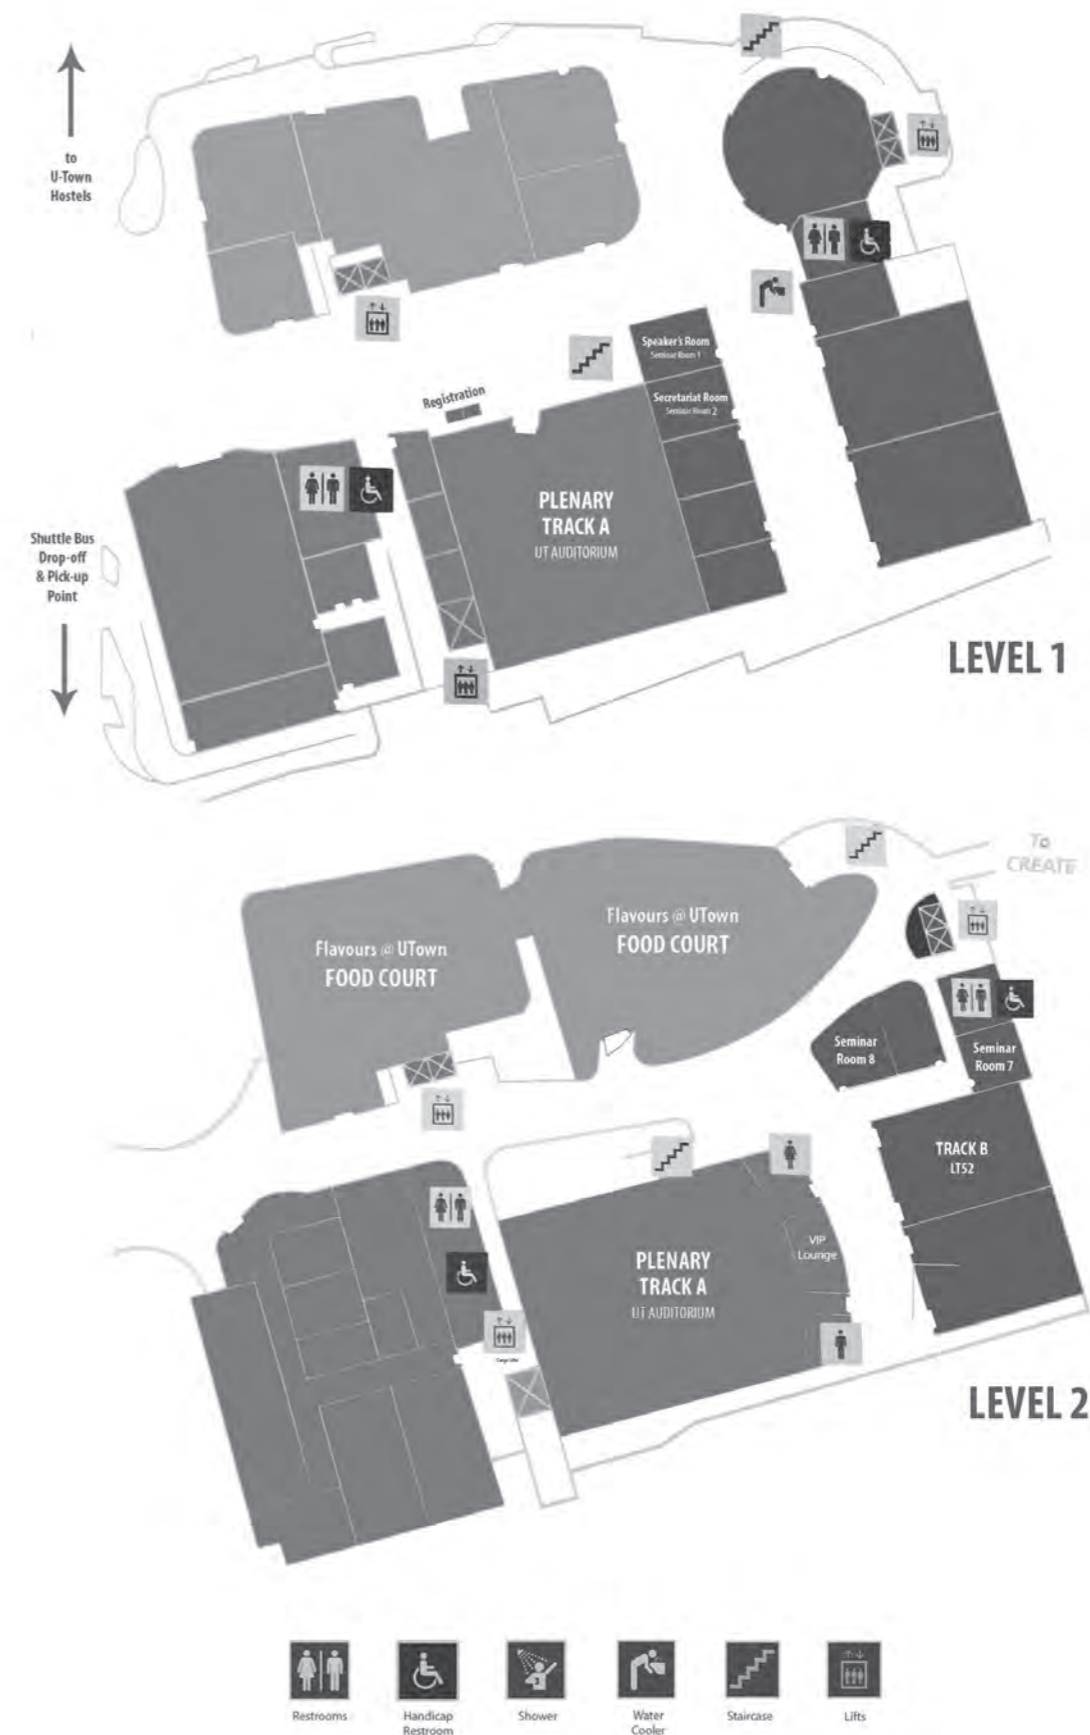 to
U-Town
Hostels
Speaker's Room
Seminar Room 1
Registration
Secretariat Room
Seminar Room 2
PLENARY
TRACK A
UT AUDITORIUM
Shuttle Bus
Drop-off
& Pick-up
Point
LEVEL 1
To
CREATE
Flavours @ UTown
FOOD COURT
Flavours @ UTown
FOOD COURT
Seminar
Room 8
Seminar
Room 7
TRACK B
LT52
VIP
Lounge
PLENARY
TRACK A
UT AUDITORIUM
LEVEL 2
Restrooms
Handicap
Restroom
Shower
Water
Cooler
Staircase
Lifts